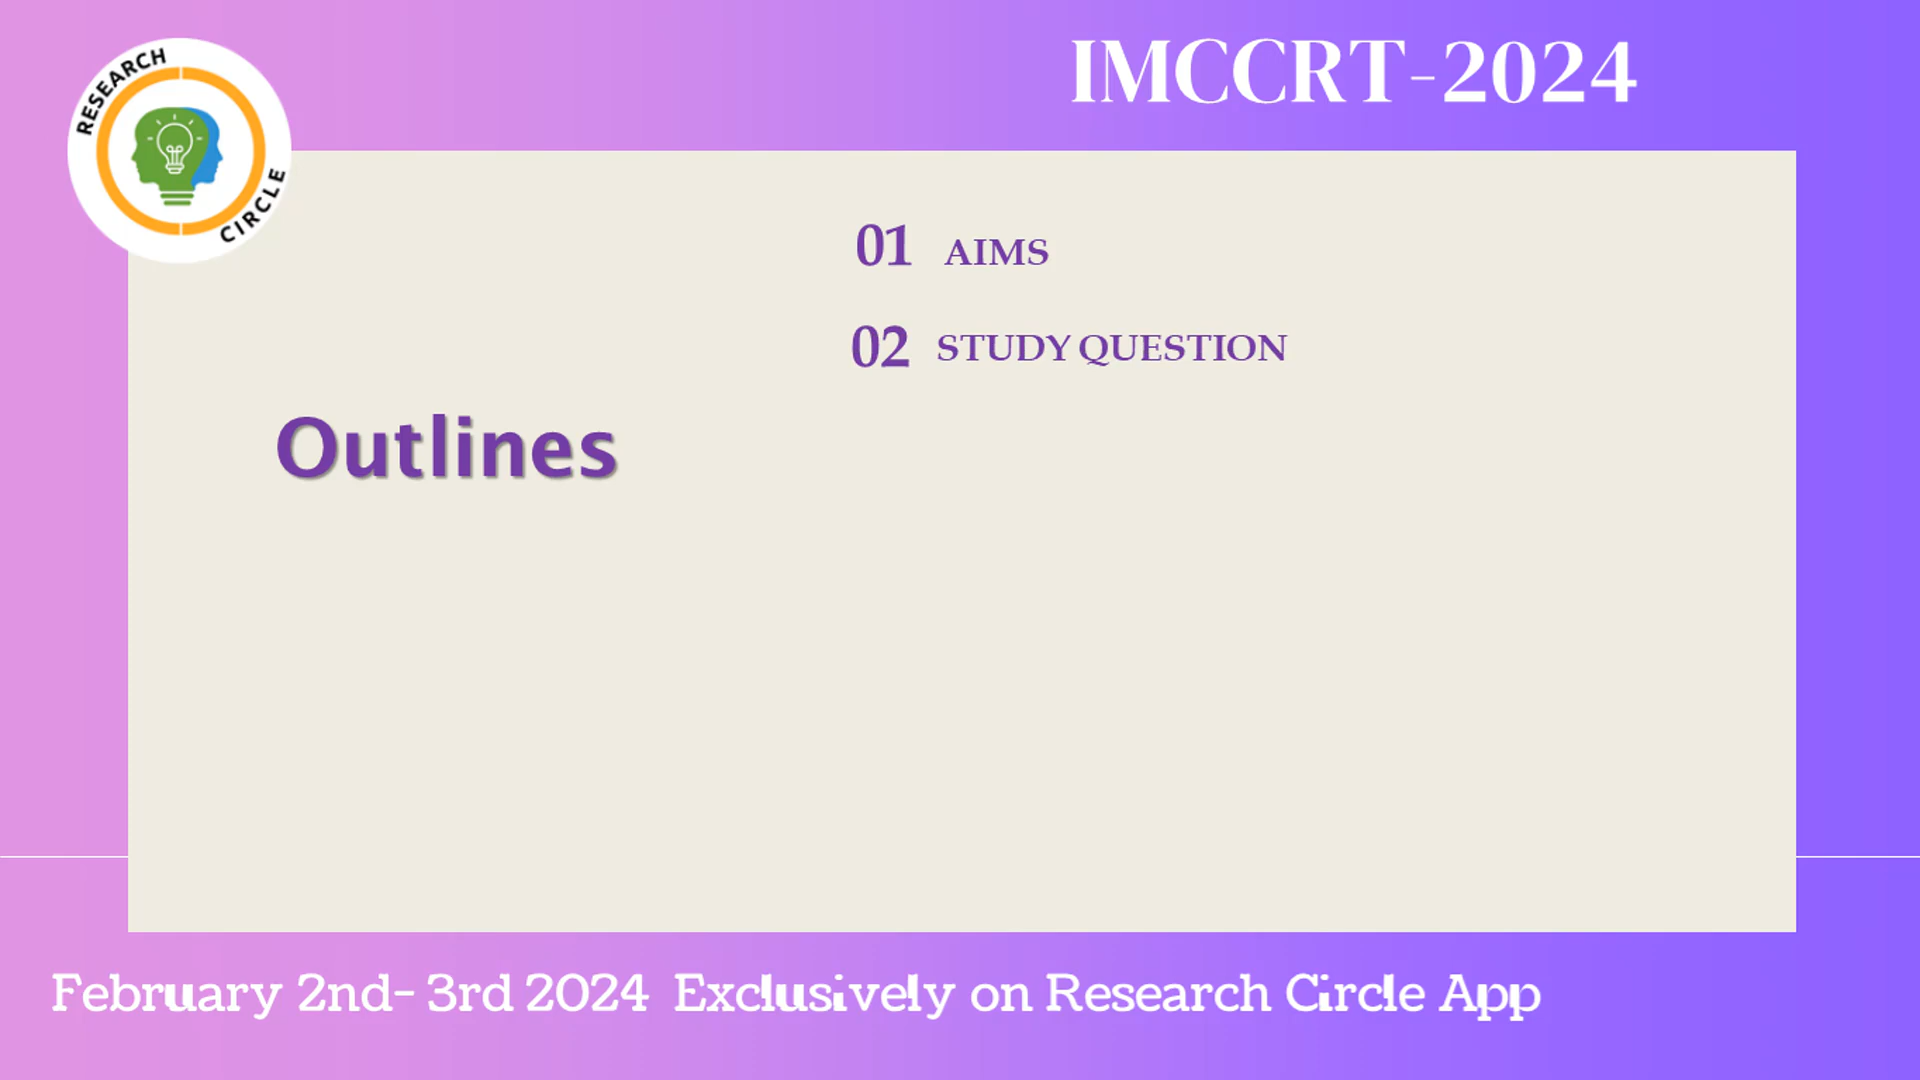 RESEARCH
CIRCLE
IMCCRT-2024
01 AIMS
02 STUDY QUESTION
Outlines
February 2nd- 3rd 2024 Exclusively on Research Circle App